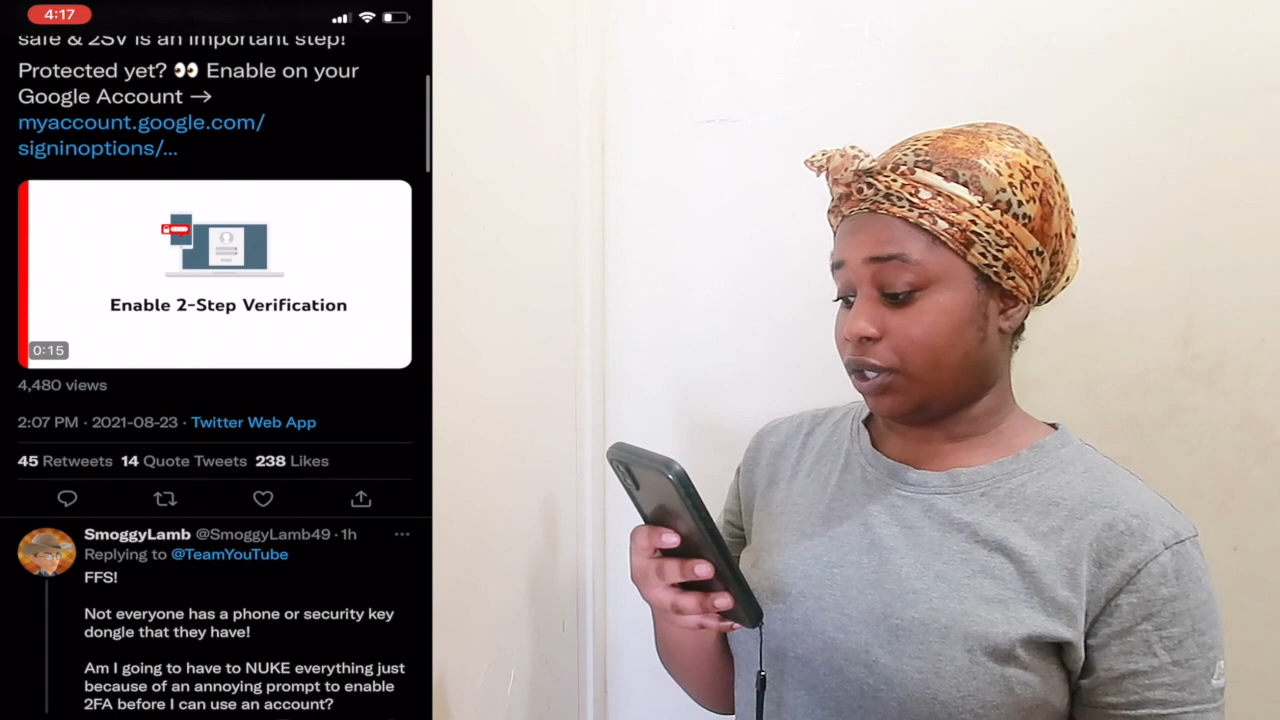 4:17
safe & 2SV is an important step!
Protected yet? 👀 Enable on your
Google Account →
myaccount.google.com/
signinoptions/...
Enable 2-Step Verification
0:15
4,480 views
2:07 PM · 2021-08-23 · Twitter Web App
45 Retweets 14 Quote Tweets 238 Likes
SmoggyLamb @SmoggyLamb49 · 1h
Replying to @TeamYouTube
FFS!
Not everyone has a phone or security key
dongle that they have!
Am I going to have to NUKE everything just
because of an annoying prompt to enable
2FA before I can use an account?